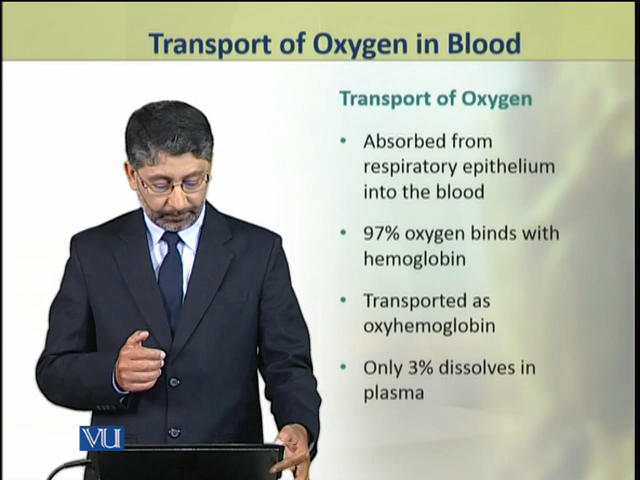 Transport of Oxygen in Blood
Transport of Oxygen
• Absorbed from
respiratory epithelium
into the blood
• 97% oxygen binds with
hemoglobin
• Transported as
oxyhemoglobin
• Only 3% dissolves in
plasma
VU